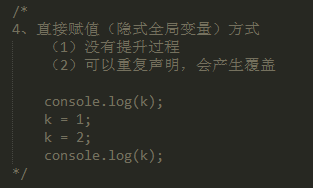 /*
4、直接赋值（隐式全局变量）方式
（1）没有提升过程
（2）可以重复声明，会产生覆盖
console.log(k);
k = 1;
k = 2;
console.log(k);
*/